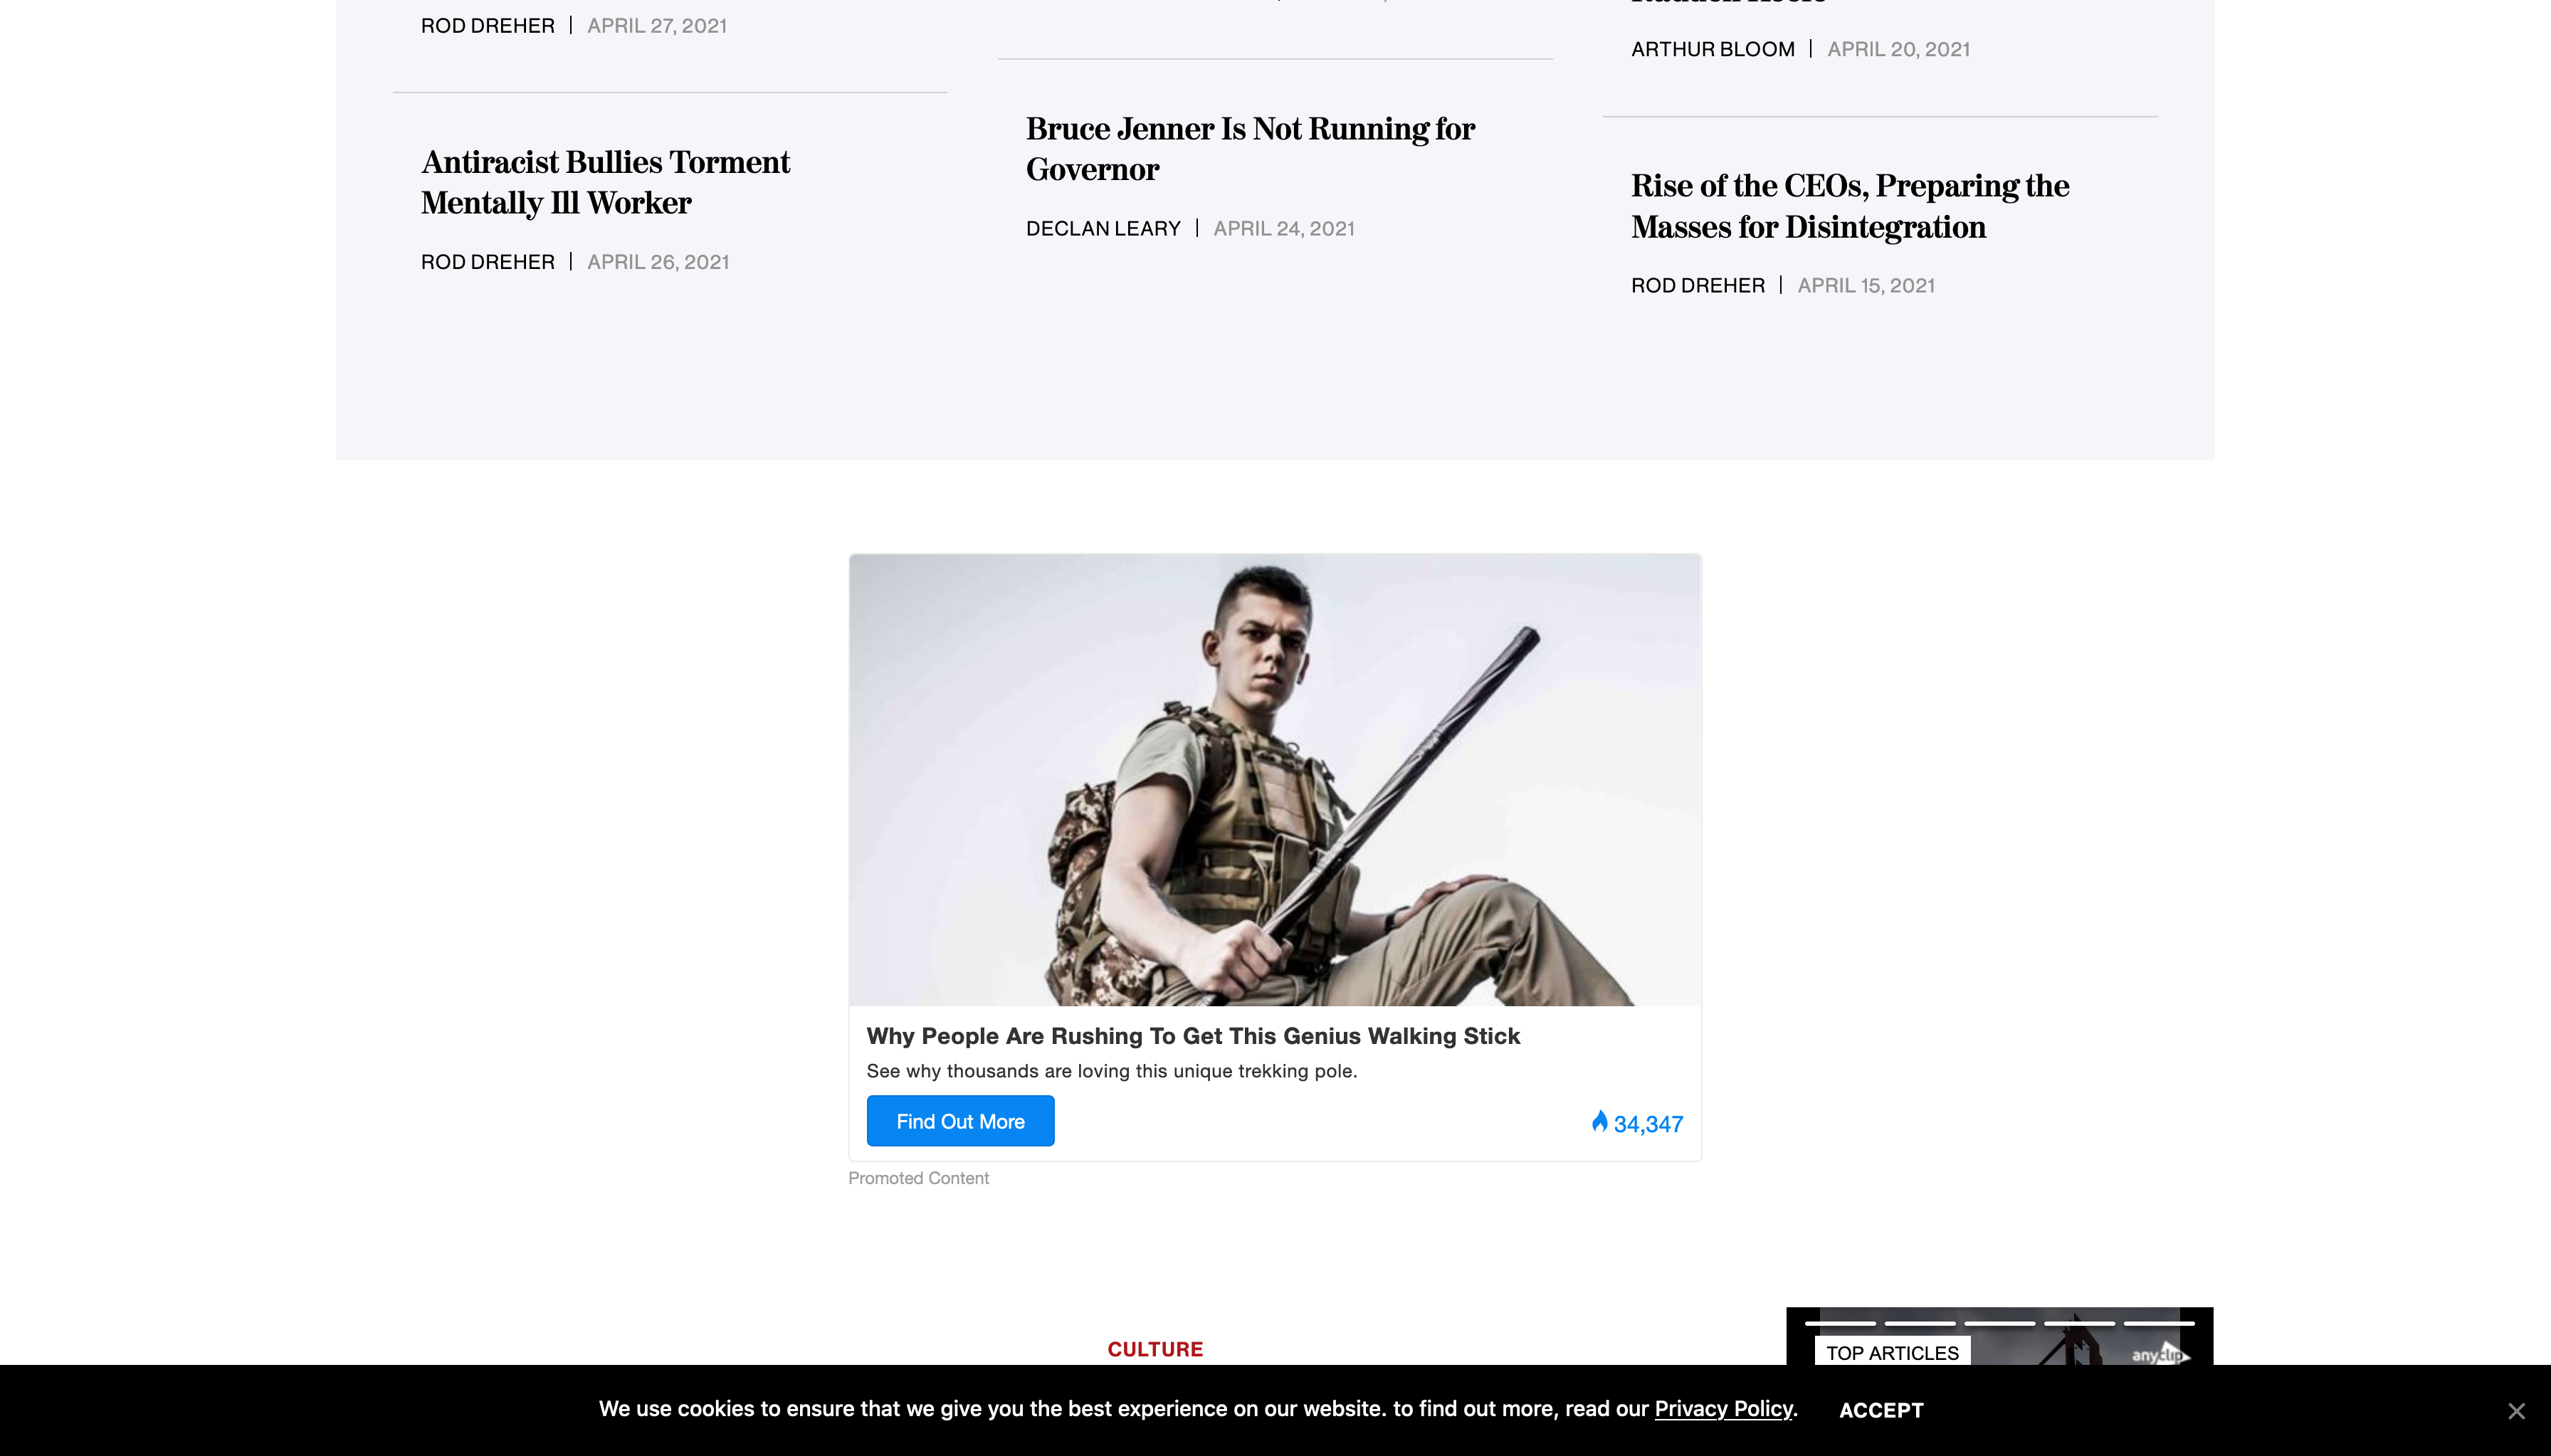 ROD DREHER | APRIL 27, 2021
Antiracist Bullies Torment
Mentally Ill Worker
ROD DREHER | APRIL 26, 2021
Bruce Jenner Is Not Running for
Governor
DECLAN LEARY | APRIL 24, 2021
ARTHUR BLOOM | APRIL 20, 2021
Rise of the CEOs, Preparing the
Masses for Disintegration
ROD DREHER | APRIL 15, 2021
Why People Are Rushing To Get This Genius Walking Stick
See why thousands are loving this unique trekking pole.
Find Out More
34,347
Promoted Content
CULTURE
TOP ARTICLES
anyclip
We use cookies to ensure that we give you the best experience on our website. to find out more, read our Privacy Policy.
ACCEPT